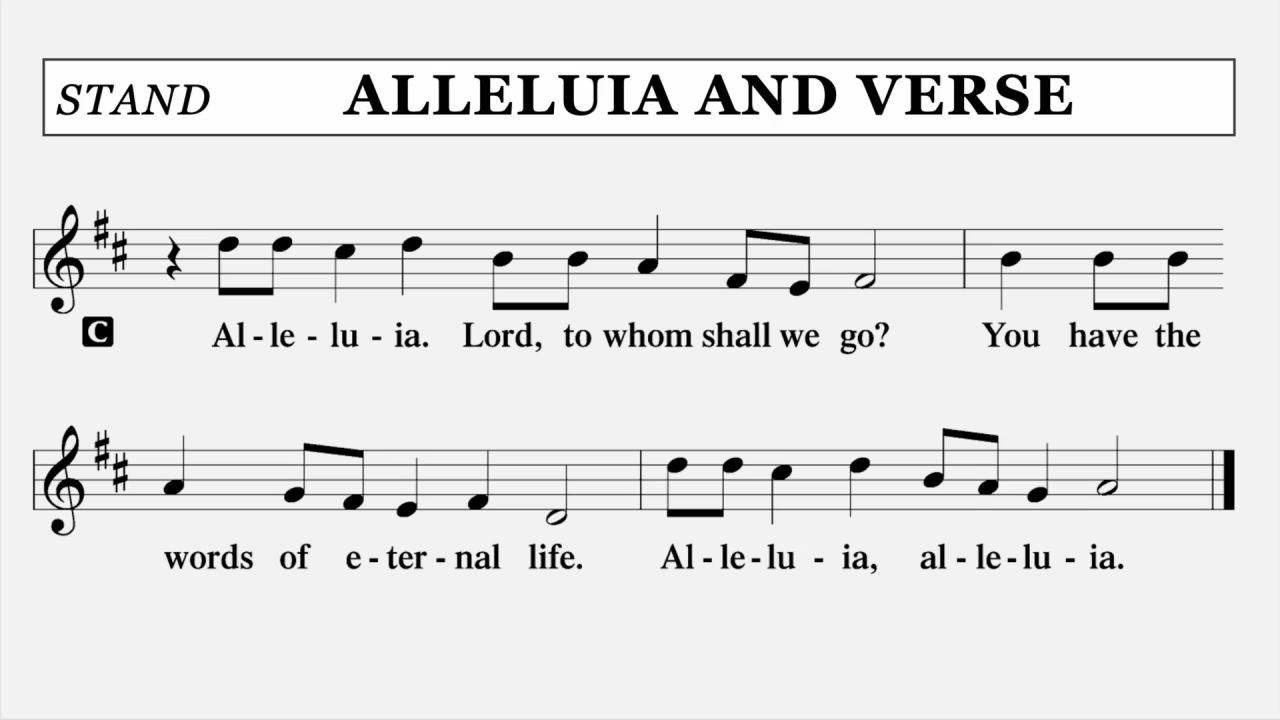 STAND ALLELUIA AND VERSE
C Al - le - lu - ia. Lord, to whom shall we go? You have the
words of e - ter - nal life. Al - le - lu - ia, al - le - lu - ia.